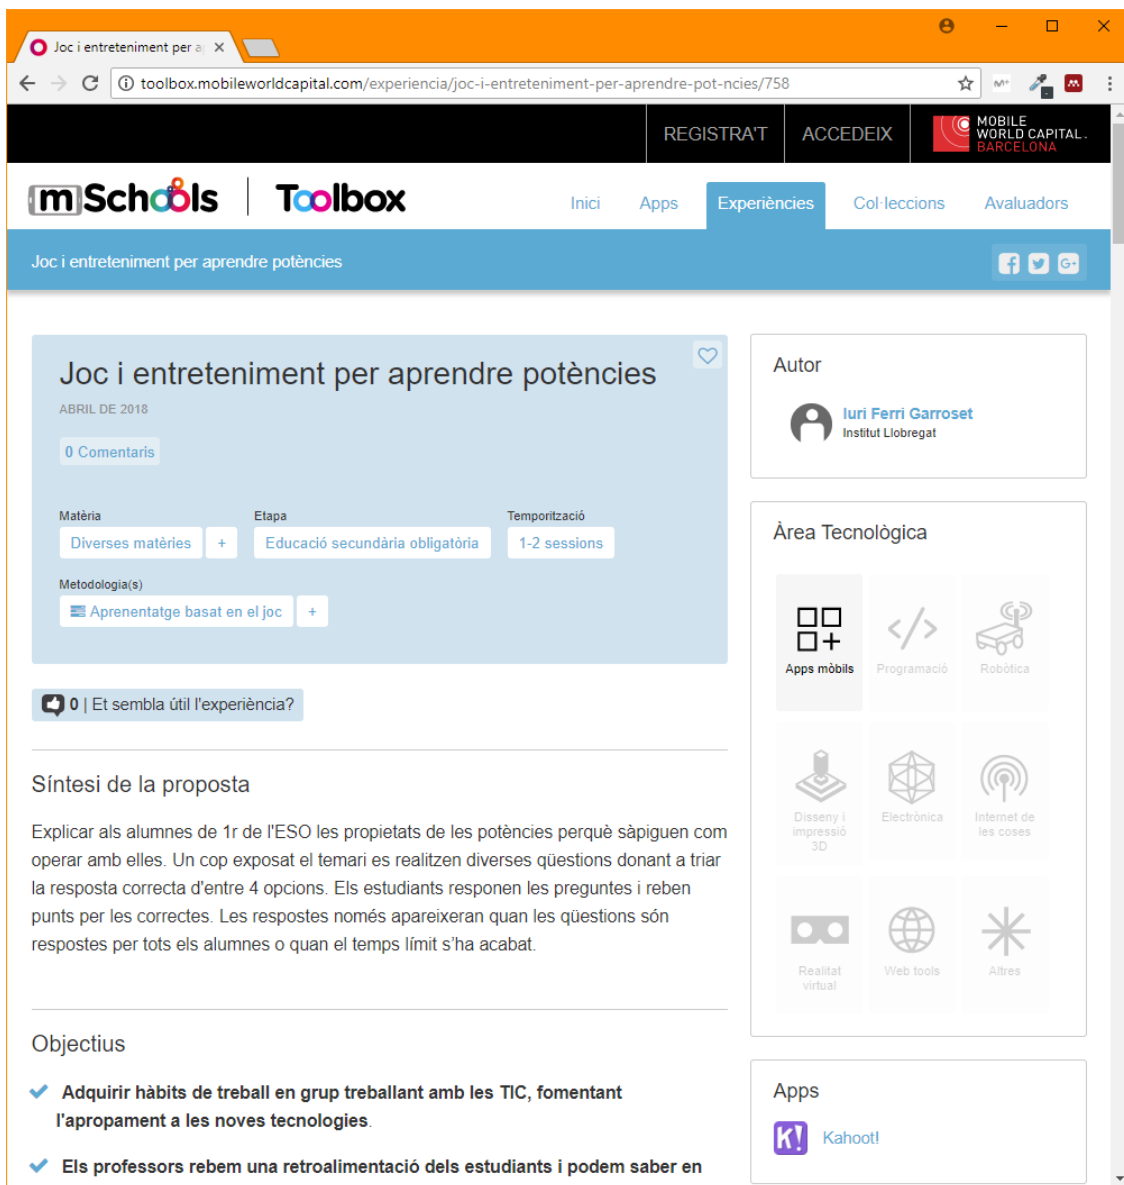 Joc i entreteniment per a
toolbox.mobileworldcapital.com/experiencia/joc-i-entreteniment-per-aprendre-pot-ncies/758
REGISTRA'T
ACCEDEIX
MOBILE
WORLD CAPITAL.
BARCELONA
mSchools
Toolbox
Inici
Apps
Experiències
Col·leccions
Avaluadors
Joc i entreteniment per aprendre potències
Joc i entreteniment per aprendre potències
ABRIL DE 2018
0 Comentaris
Matèria
Etapa
Temporització
Diverses matèries
+
Educació secundària obligatòria
1-2 sessions
Metodologia(s)
Aprenentatge basat en el joc
+
0 | Et sembla útil l'experiència?
Síntesi de la proposta
Explicar als alumnes de 1r de l'ESO les propietats de les potències perquè sàpiguen com
operar amb elles. Un cop exposat el temari es realitzen diverses qüestions donant a triar
la resposta correcta d'entre 4 opcions. Els estudiants responen les preguntes i reben
punts per les correctes. Les respostes només apareixeran quan les qüestions són
respostes per tots els alumnes o quan el temps límit s'ha acabat.
Objectius
Adquirir hàbits de treball en grup treballant amb les TIC, fomentant
l'apropament a les noves tecnologies.
Els professors rebem una retroalimentació dels estudiants i podem saber en
Autor
Iuri Ferri Garroset
Institut Llobregat
Àrea Tecnològica
Apps mòbils
Programació
Robòtica
Disseny i
impressió
3D
Electrònica
Internet de
les coses
Realitat
virtual
Web tools
Altres
Apps
K!
Kahoot!